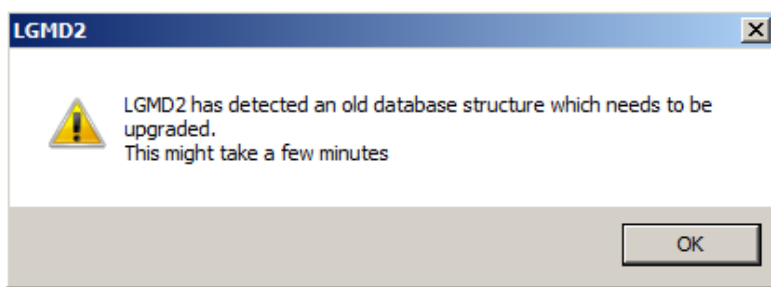 LGMD2
LGMD2 has detected an old database structure which needs to be
upgraded.
This might take a few minutes
OK